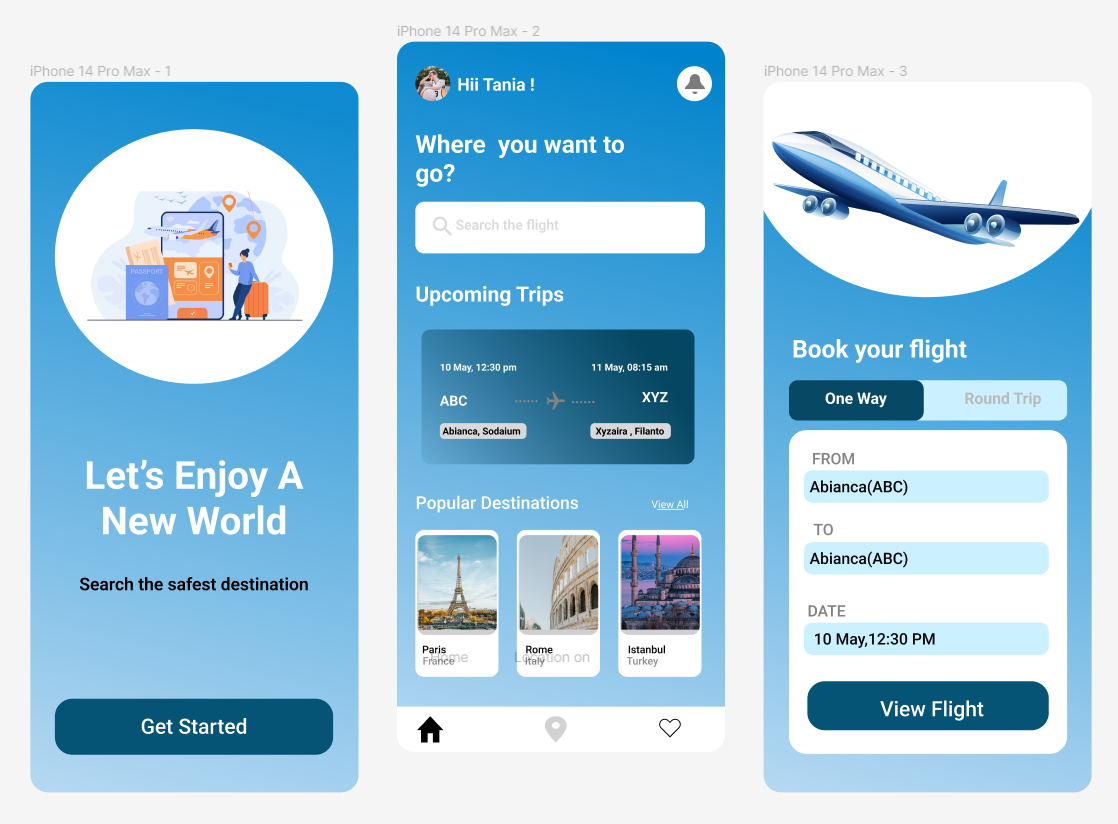 iPhone 14 Pro Max - 1
PASSPORT
Let’s Enjoy A
New World
Search the safest destination
Get Started
iPhone 14 Pro Max - 2
Hii Tania !
Where you want to
go?
Search the flight
Upcoming Trips
10 May, 12:30 pm
11 May, 08:15 am
ABC
XYZ
Abianca, Sodaium
Xyzaira , Filanto
Popular Destinations
View All
Paris
France
Home
Rome
Italy
Location on
Istanbul
Turkey
iPhone 14 Pro Max - 3
Book your flight
One Way
Round Trip
FROM
Abianca(ABC)
TO
Abianca(ABC)
DATE
10 May,12:30 PM
View Flight